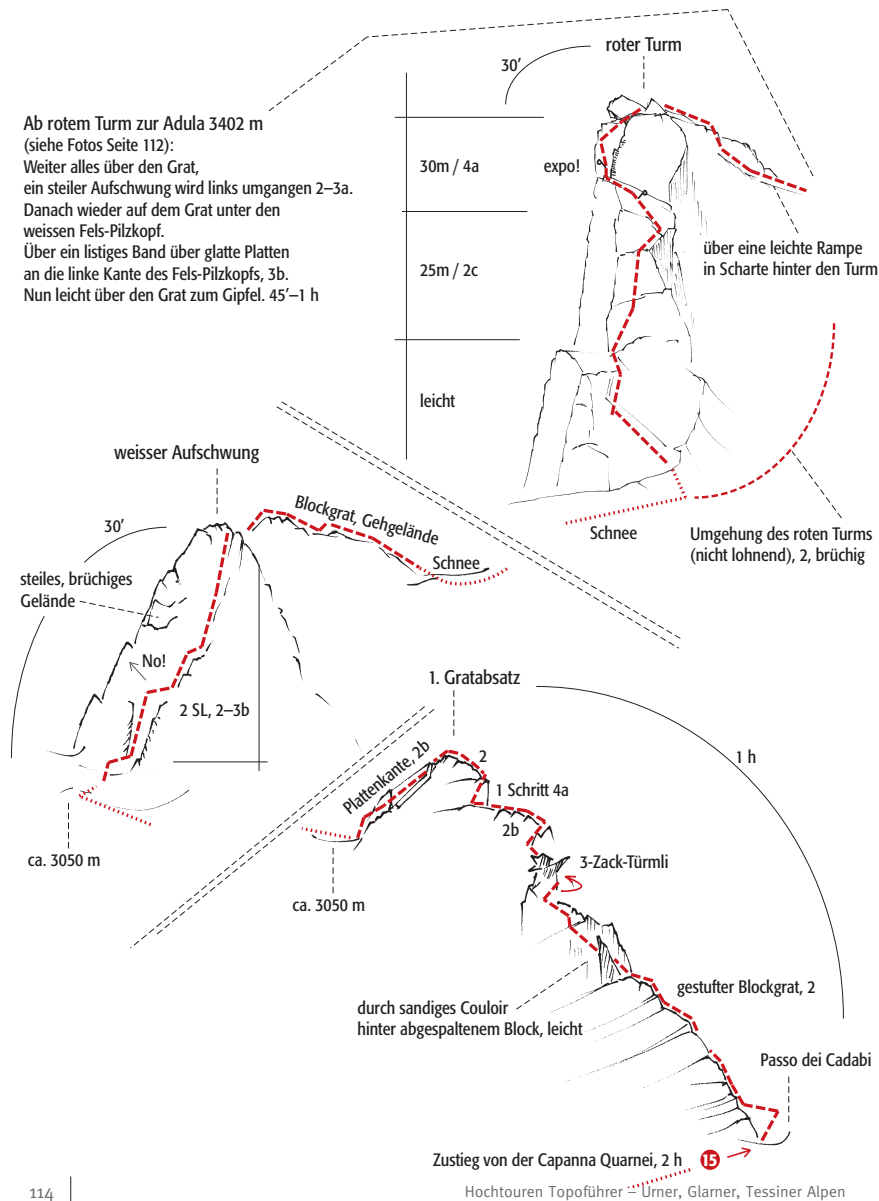 roter Turm
30’
Ab rotem Turm zur Adula 3402 m
(siehe Fotos Seite 112):
Weiter alles über den Grat,
ein steiler Aufschwung wird links umgangen 2–3a.
Danach wieder auf dem Grat unter den
weissen Fels-Pilzkopf.
Über ein listiges Band über glatte Platten
an die linke Kante des Fels-Pilzkopfs, 3b.
Nun leicht über den Grat zum Gipfel. 45’–1 h
30m / 4a
expo!
25m / 2c
leicht
über eine leichte Rampe
in Scharte hinter den Turm
Schnee
Umgehung des roten Turms
(nicht lohnend), 2, brüchig
weisser Aufschwung
30’
Blockgrat, Gehgelände
Schnee
steiles, brüchiges
Gelände
No!
2 SL, 2–3b
ca. 3050 m
1. Gratabsatz
1 h
Plattenkante, 2b
2
1 Schritt 4a
2b
3-Zack-Türmli
ca. 3050 m
gestufter Blockgrat, 2
durch sandiges Couloir
hinter abgespaltenem Block, leicht
Passo dei Cadabi
Zustieg von der Capanna Quarnei, 2 h 15
114
Hochtouren Topoführer – Urner, Glarner, Tessiner Alpen